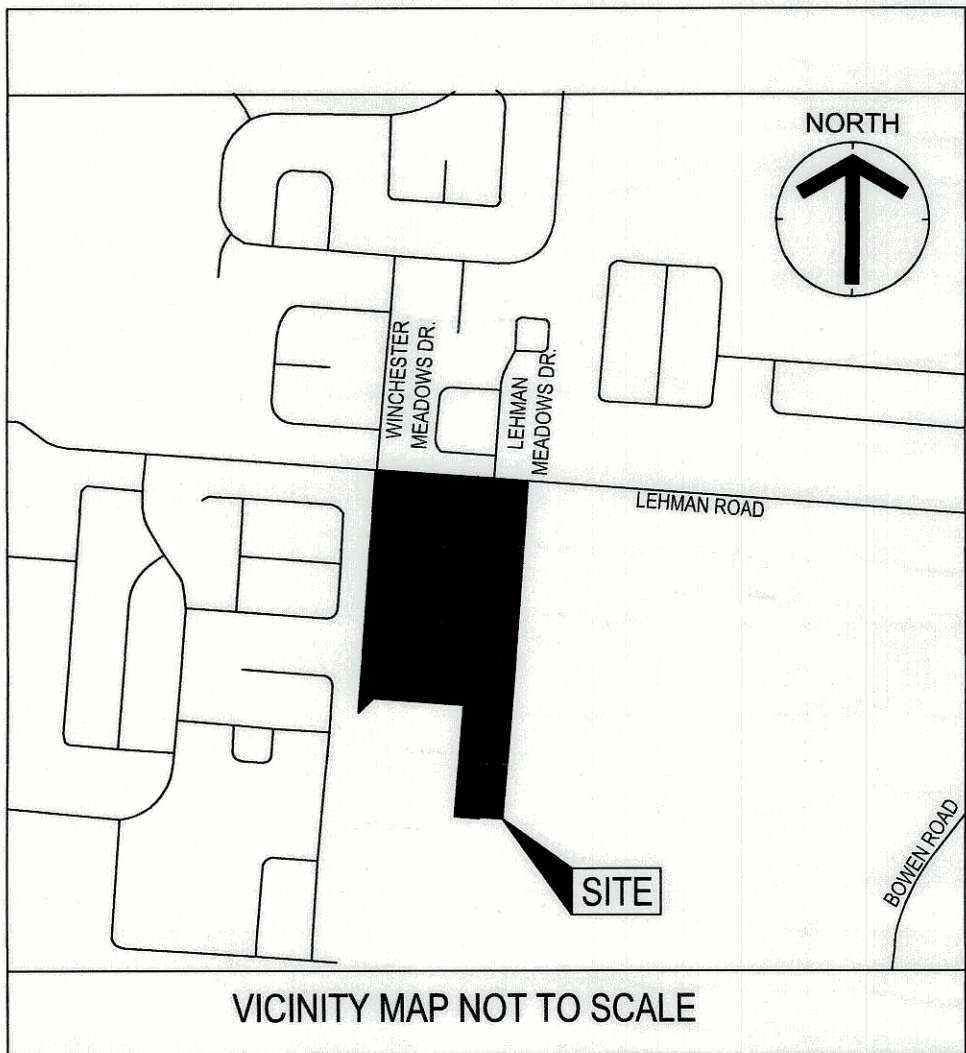 NORTH
WINCHESTER
MEADOWS DR.
LEHMAN
MEADOWS DR.
LEHMAN ROAD
BOWEN ROAD
SITE
VICINITY MAP NOT TO SCALE